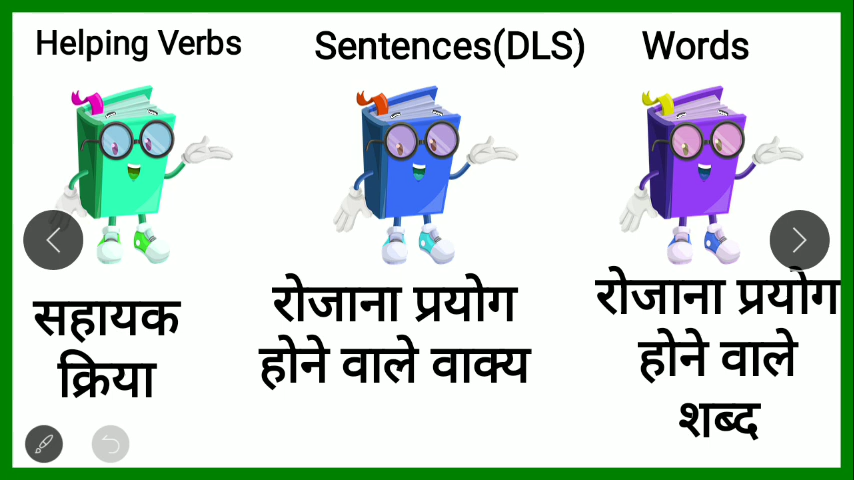 Helping Verbs
Sentences(DLS)
Words
सहायक
क्रिया
रोजाना प्रयोग
होने वाले वाक्य
रोजाना प्रयोग
होने वाले
शब्द